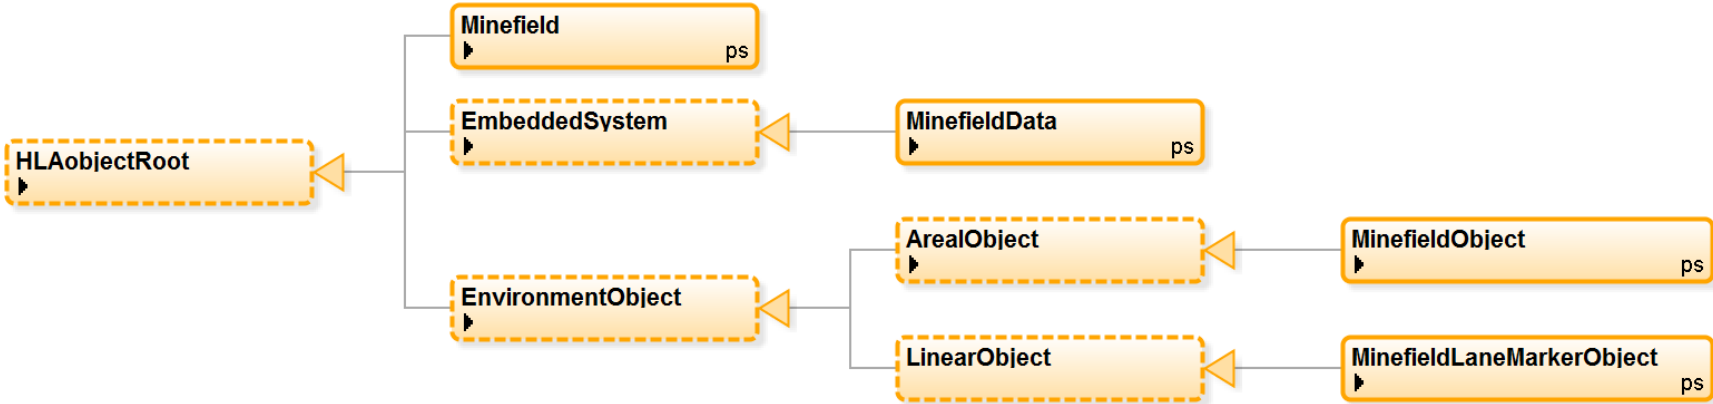 Minefield
ps
EmbeddedSystem
MinefieldData
ps
HLAobjectRoot
ArealObject
MinefieldObject
ps
EnvironmentObject
LinearObject
MinefieldLaneMarkerObject
ps